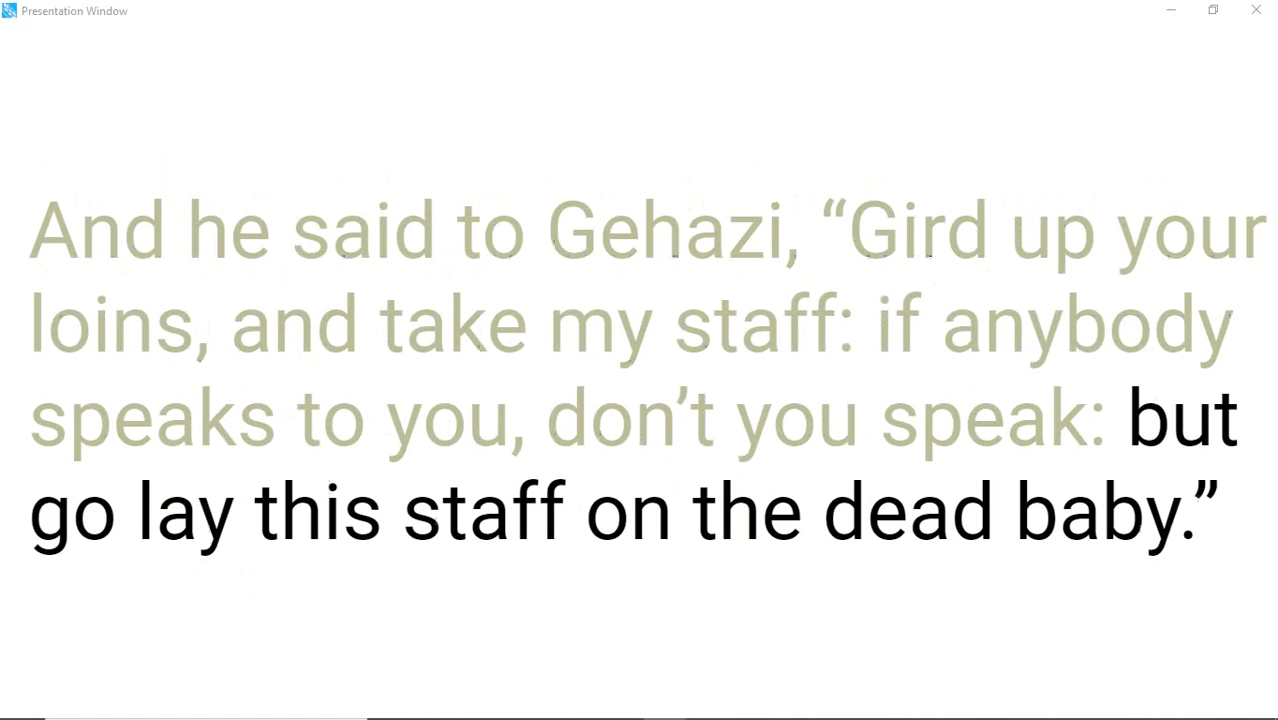 Presentation Window
And he said to Gehazi, “Gird up your
loins, and take my staff: if anybody
speaks to you, don’t you speak: but
go lay this staff on the dead baby.”